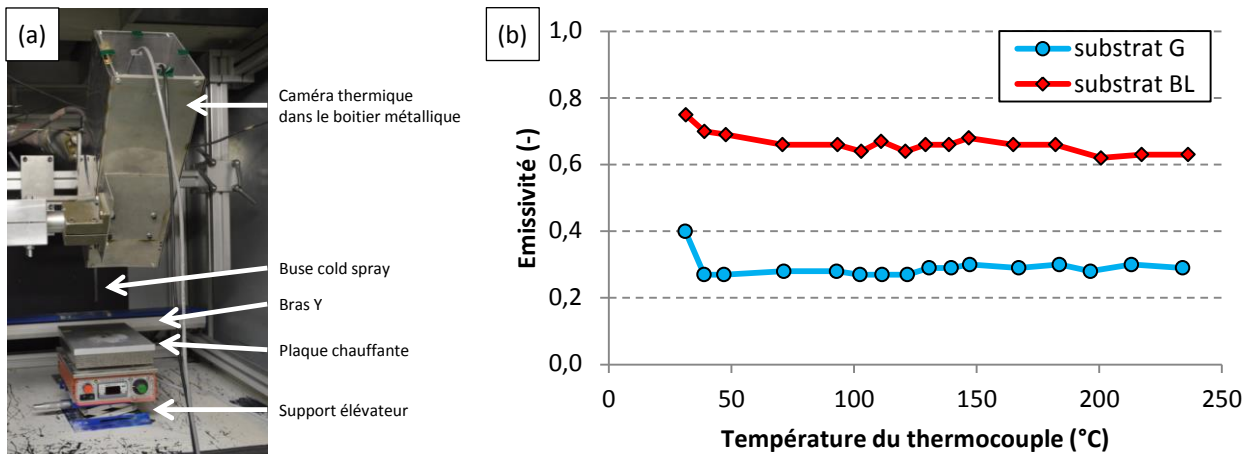 (a)
Caméra thermique
dans le boitier métallique
Buse cold spray
Bras Y
Plaque chauffante
Support élévateur
(b)
1,0
0,8
0,6
0,4
0,2
0,0
Emissivité (-)
substrat G
substrat BL
0
50
100
150
200
250
Température du thermocouple (°C)